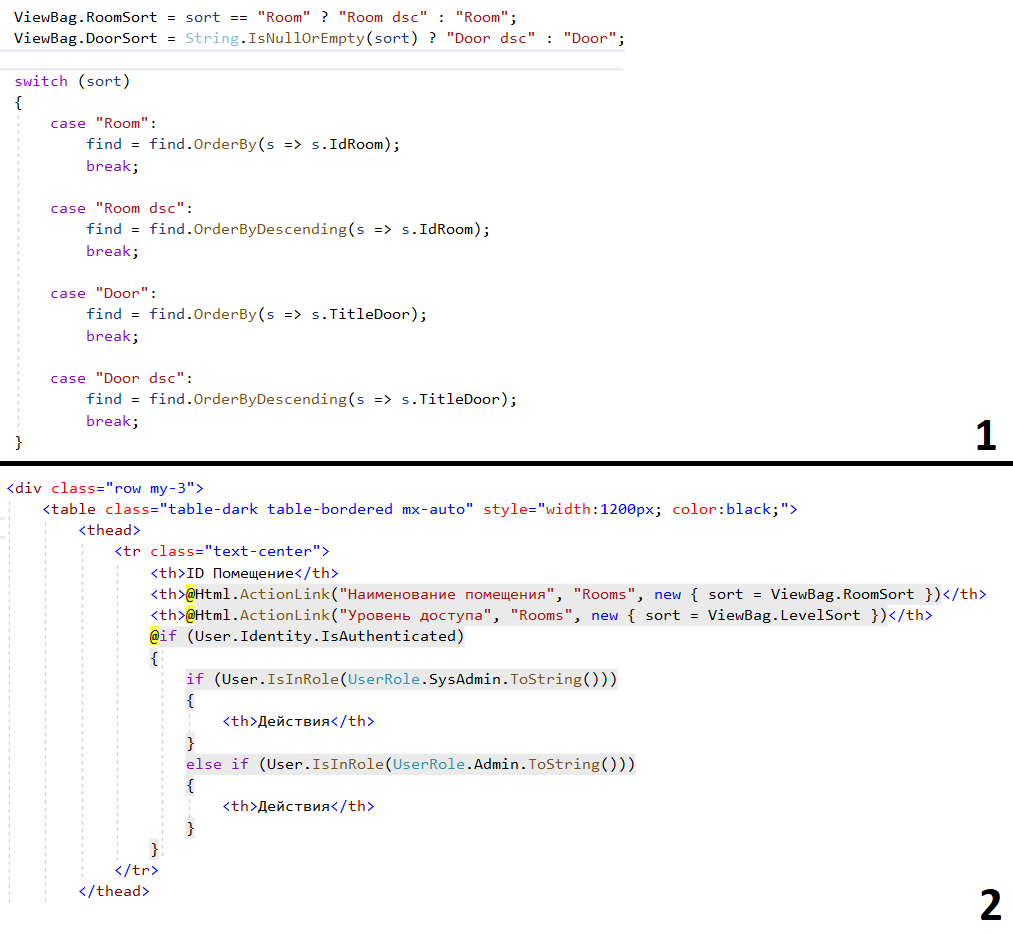 ViewBag.RoomSort = sort == "Room" ? "Room dsc" : "Room";
ViewBag.DoorSort = String.IsNullOrEmpty(sort) ? "Door dsc" : "Door";
switch (sort)
{
case "Room":
find = find.OrderBy(s => s.IdRoom);
break;
case "Room dsc":
find = find.OrderByDescending(s => s.IdRoom);
break;
case "Door":
find = find.OrderBy(s => s.TitleDoor);
break;
case "Door dsc":
find = find.OrderByDescending(s => s.TitleDoor);
break;
}
1
<div class="row my-3">
<table class="table-dark table-bordered mx-auto" style="width:1200px; color:black;">
<thead>
<tr class="text-center">
<th>ID Помещение</th>
<th>@Html.ActionLink("Наименование помещения", "Rooms", new { sort = ViewBag.RoomSort })</th>
<th>@Html.ActionLink("Уровень доступа", "Rooms", new { sort = ViewBag.LevelSort })</th>
@if (User.Identity.IsAuthenticated)
{
if (User.IsInRole(UserRole.SysAdmin.ToString()))
{
<th>Действия</th>
}
else if (User.IsInRole(UserRole.Admin.ToString()))
{
<th>Действия</th>
}
}
</tr>
</thead>
2